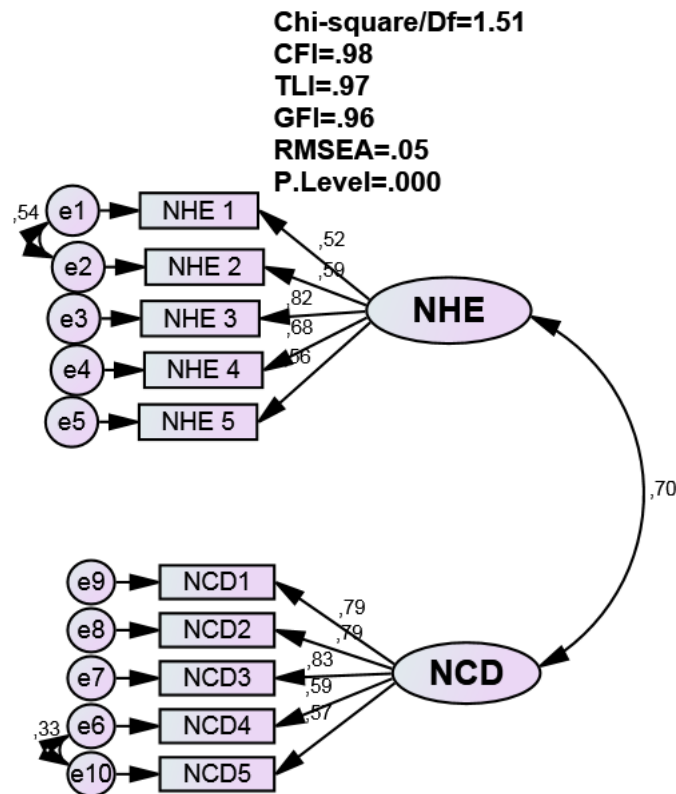 Chi-square/Df=1.51
CFI=.98
TLI=.97
GFI=.96
RMSEA=.05
P.Level=.000
,54
e1
NHE 1
,52
e2
NHE 2
,59
e3
NHE 3
,82
e4
NHE 4
,68
e5
NHE 5
,56
NHE
,70
e9
NCD1
,79
e8
NCD2
,79
e7
NCD3
,83
e6
NCD4
,59
,33
e10
NCD5
,57
NCD